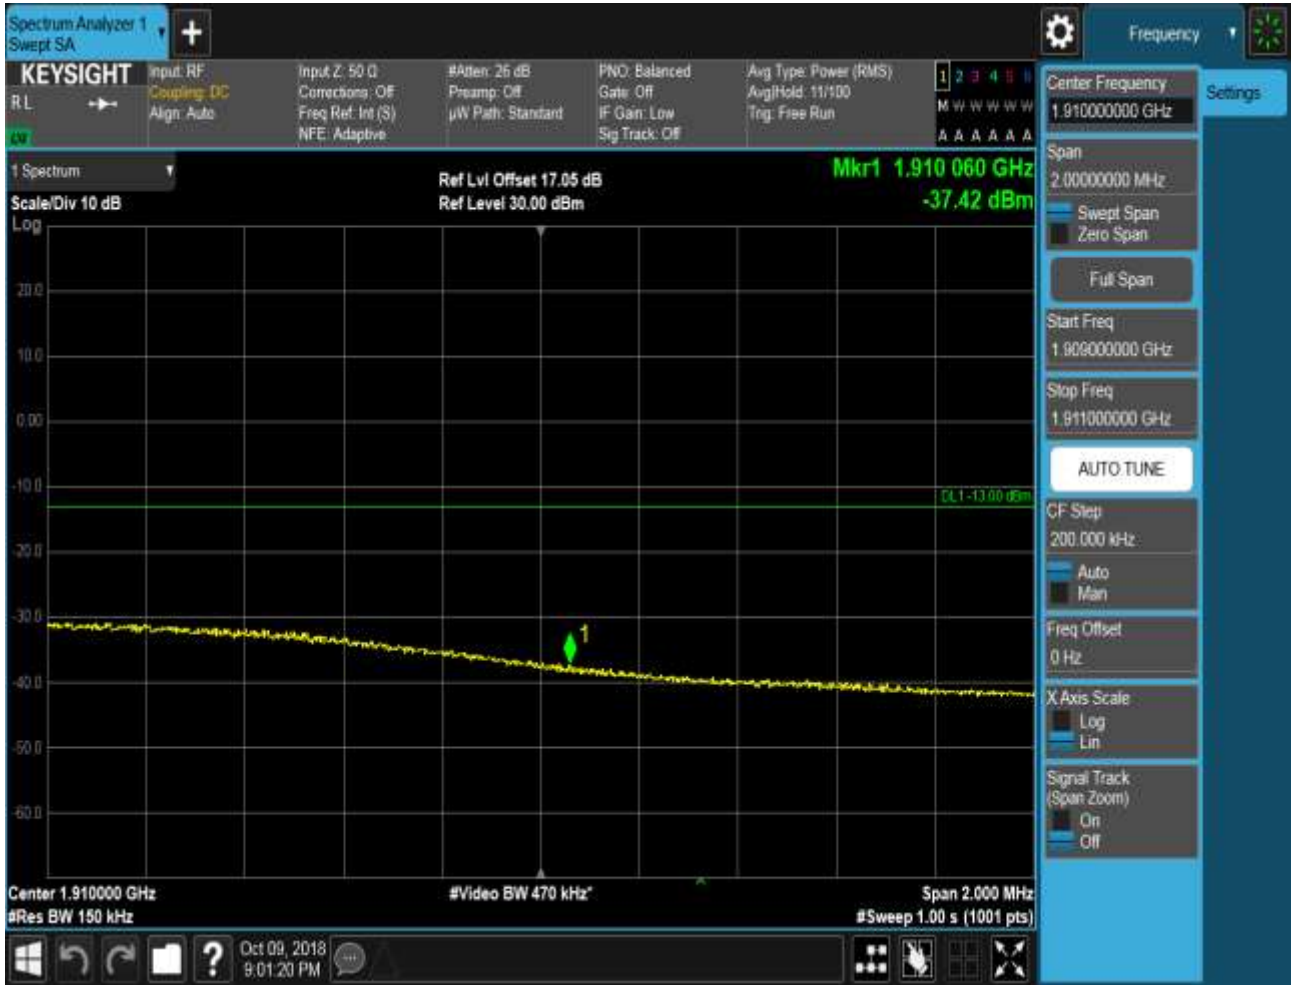 Spectrum Analyzer 1
Swept SA
Frequency
KEYSIGHT
R L
Input: RF
Coupling: DC
Align: Auto
Input Z: 50 Ω
Corrections: Off
Freq Ref: Int (S)
NFE: Adaptive
#Atten: 26 dB
Preamp: Off
µW Path: Standard
PNO: Balanced
Gate: Off
IF Gain: Low
Sig Track: Off
Avg Type: Power (RMS)
Avg|Hold: 11/100
Trig: Free Run
1 2 3 4 5 6
M W W W W W
A A A A A A
1 Spectrum
Scale/Div 10 dB
Log
Ref Lvl Offset 17.05 dB
Ref Level 30.00 dBm
Mkr1 1.910 060 GHz
-37.42 dBm
20.0
10.0
0.00
-10.0
DL1 -13.00 dBm
-20.0
-30.0
1
-40.0
-50.0
-60.0
Center 1.910000 GHz
#Res BW 150 kHz
#Video BW 470 kHz*
Span 2.000 MHz
#Sweep 1.00 s (1001 pts)
Center Frequency
1.910000000 GHz
Settings
Span
2.00000000 MHz
Swept Span
Zero Span
Full Span
Start Freq
1.909000000 GHz
Stop Freq
1.911000000 GHz
AUTO TUNE
CF Step
200.000 kHz
Auto
Man
Freq Offset
0 Hz
X Axis Scale
Log
Lin
Signal Track
(Span Zoom)
On
Off
?
Oct 09, 2018
9:01:20 PM